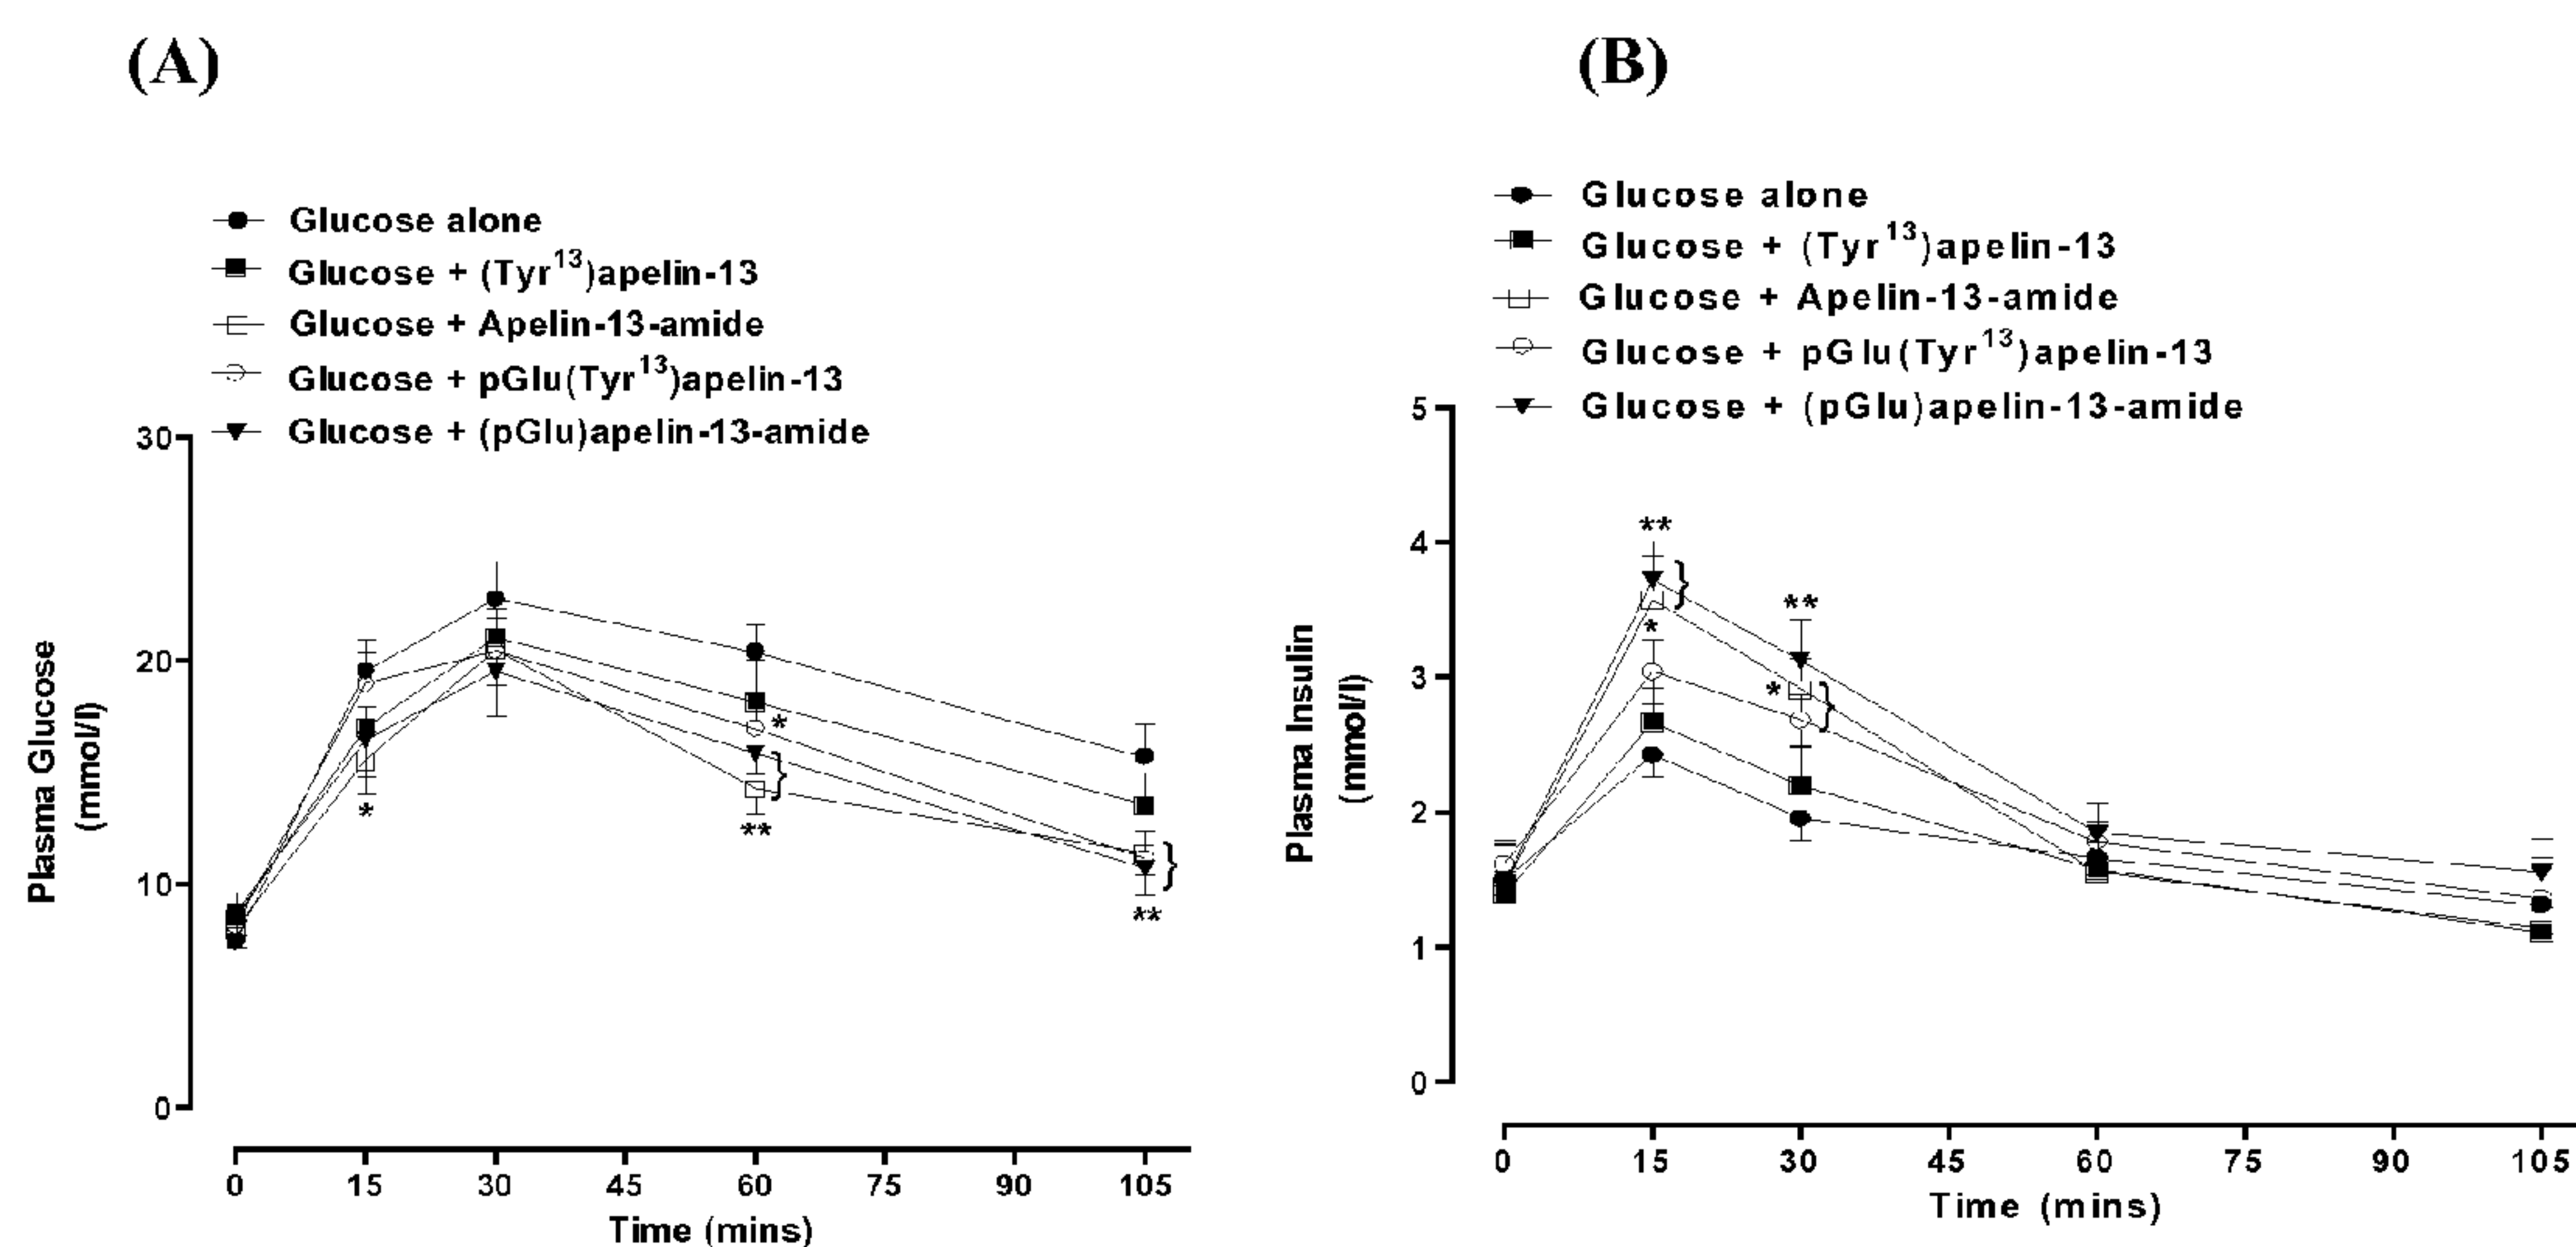 (A)
Glucose alone
Glucose + (Tyr¹³)apelin-13
Glucose + Apelin-13-amide
Glucose + pGlu(Tyr¹³)apelin-13
Glucose + (pGlu)apelin-13-amide
30
20
10
0
Plasma Glucose
(mmol/l)
*
*
**
}
}
**
0 15 30 45 60 75 90 105
Time (mins)
(B)
Glucose alone
Glucose + (Tyr¹³)apelin-13
Glucose + Apelin-13-amide
Glucose + pGlu(Tyr¹³)apelin-13
Glucose + (pGlu)apelin-13-amide
5
4
3
2
1
0
Plasma Insulin
(mmol/l)
**
}
**
*
*
}
0 15 30 45 60 75 90 105
Time (mins)